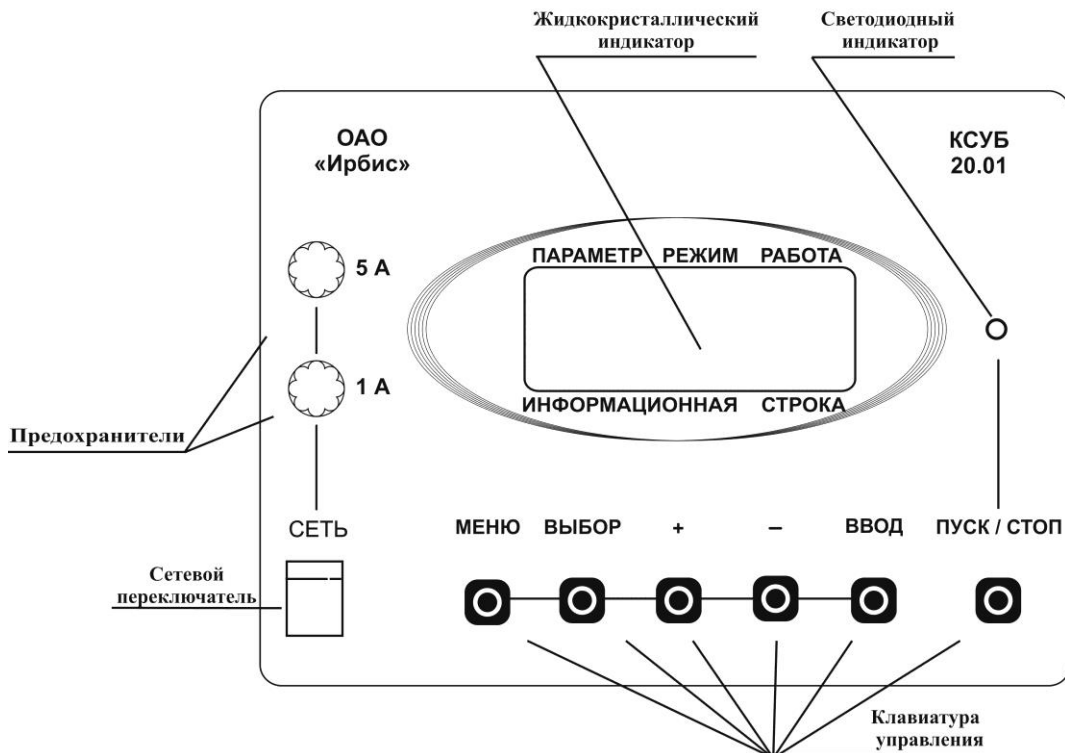 Жидкокристаллический
индикатор
Светодиодный
индикатор
ОАО
«Ирбис»
КСУБ
20.01
ПАРАМЕТР РЕЖИМ РАБОТА
5 А
1 А
ИНФОРМАЦИОННАЯ СТРОКА
Предохранители
СЕТЬ
МЕНЮ ВЫБОР + – ВВОД ПУСК / СТОП
Сетевой
переключатель
Клавиатура
управления